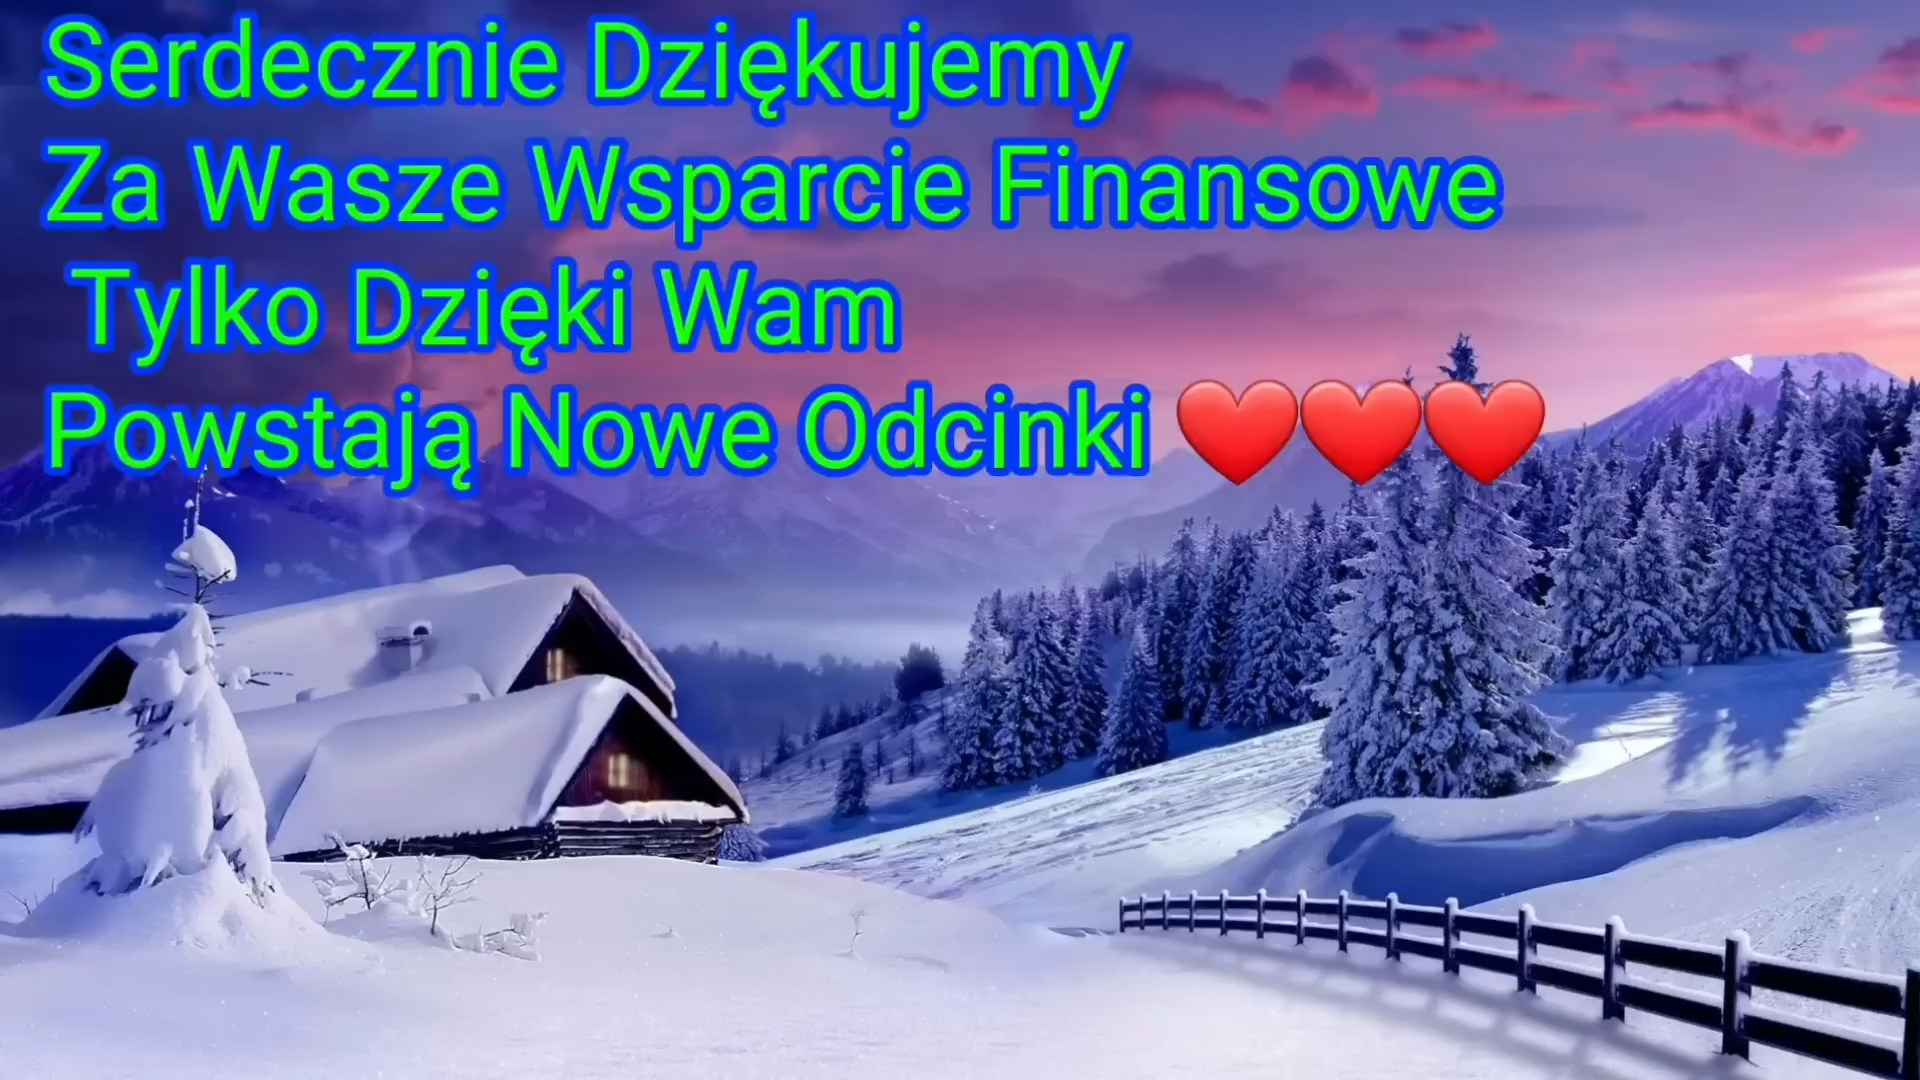 Serdecznie Dziękujemy
Za Wasze Wsparcie Finansowe
Tylko Dzięki Wam
Powstają Nowe Odcinki ❤️❤️❤️